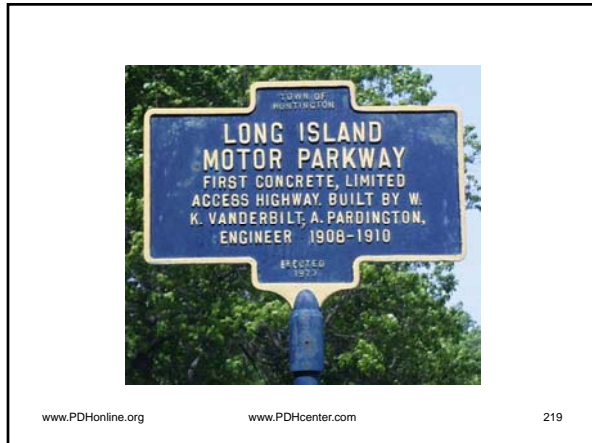 TOWN OF
HUNTINGTON
LONG ISLAND
MOTOR PARKWAY
FIRST CONCRETE, LIMITED
ACCESS HIGHWAY. BUILT BY W.
K. VANDERBILT, A. PARDINGTON,
ENGINEER 1908-1910
ERECTED
www.PDHonline.org www.PDHcenter.com 219